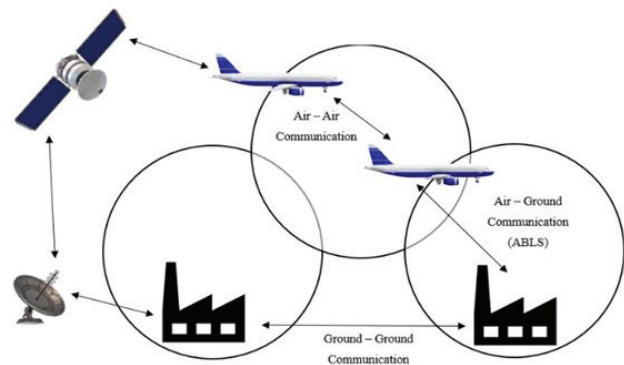 Air – Air
Communication
Air – Ground
Communication
(ABLS)
Ground – Ground
Communication